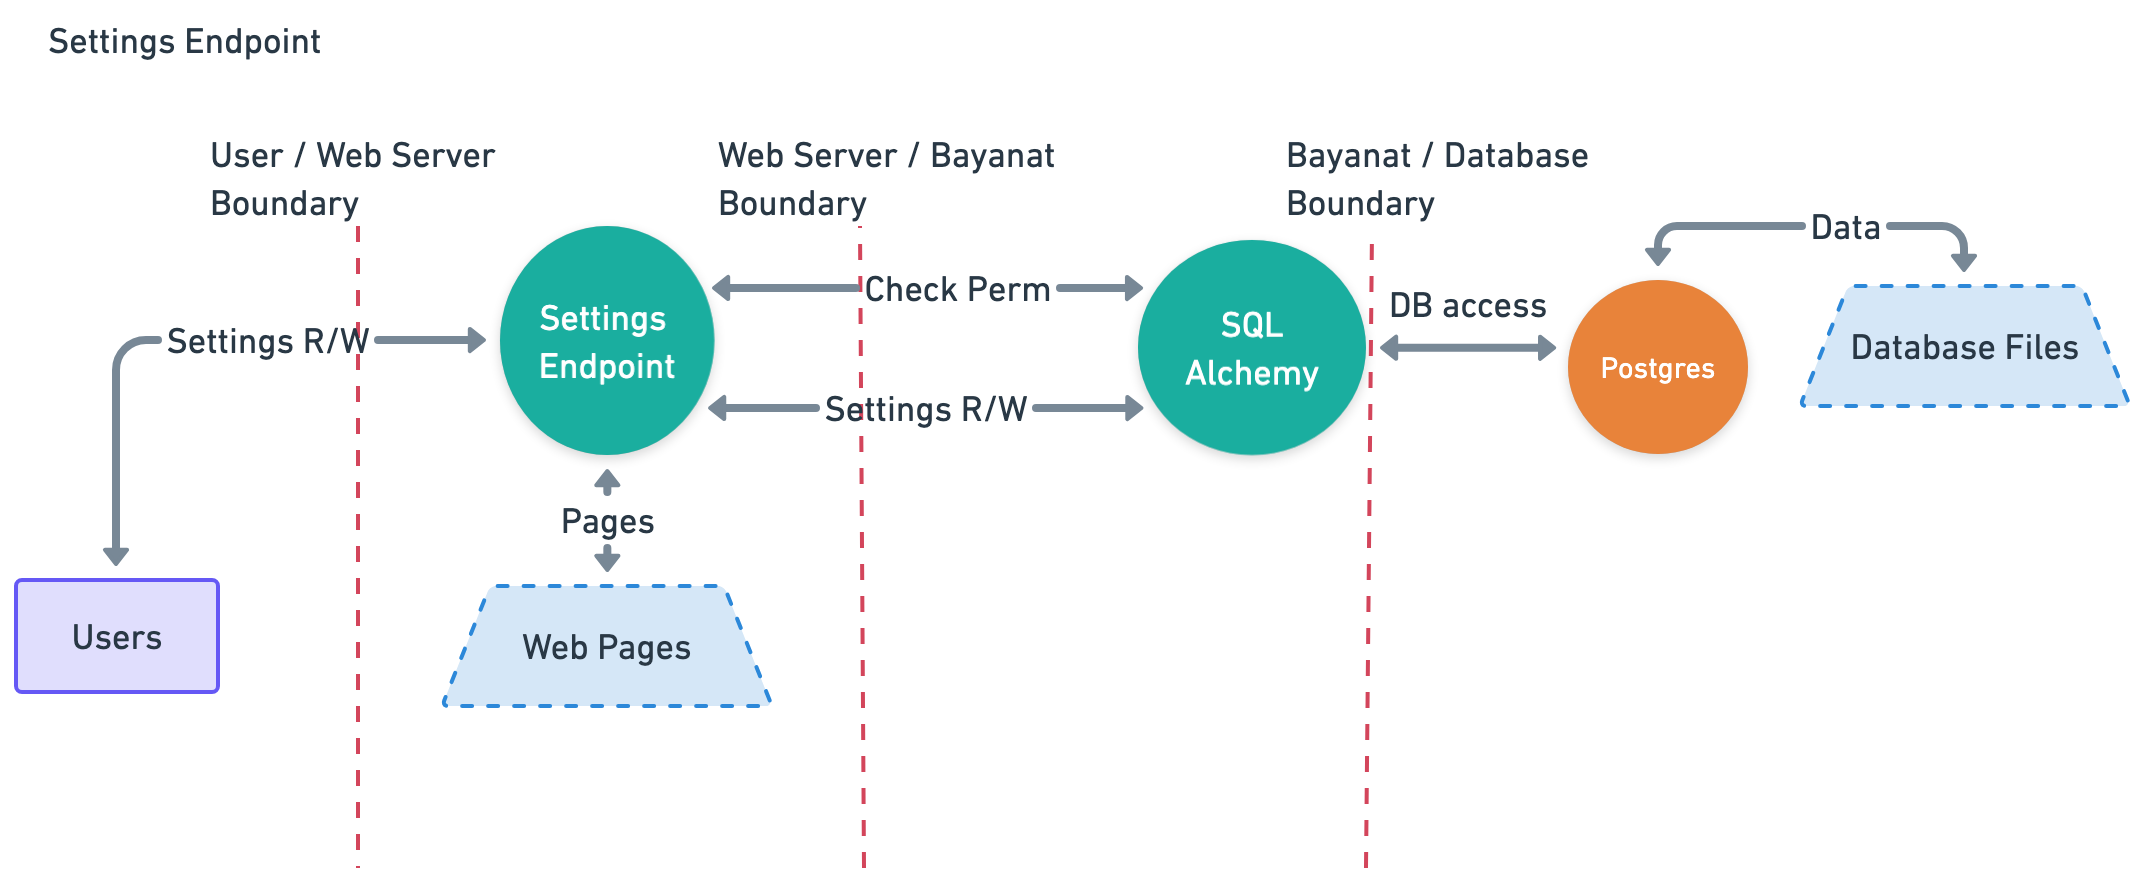 Settings Endpoint
User / Web Server
Boundary
Web Server / Bayanat
Boundary
Bayanat / Database
Boundary
Settings R/W
Settings
Endpoint
Check Perm
Settings R/W
SQL
Alchemy
DB access
Postgres
Data
Database Files
Pages
Web Pages
Users